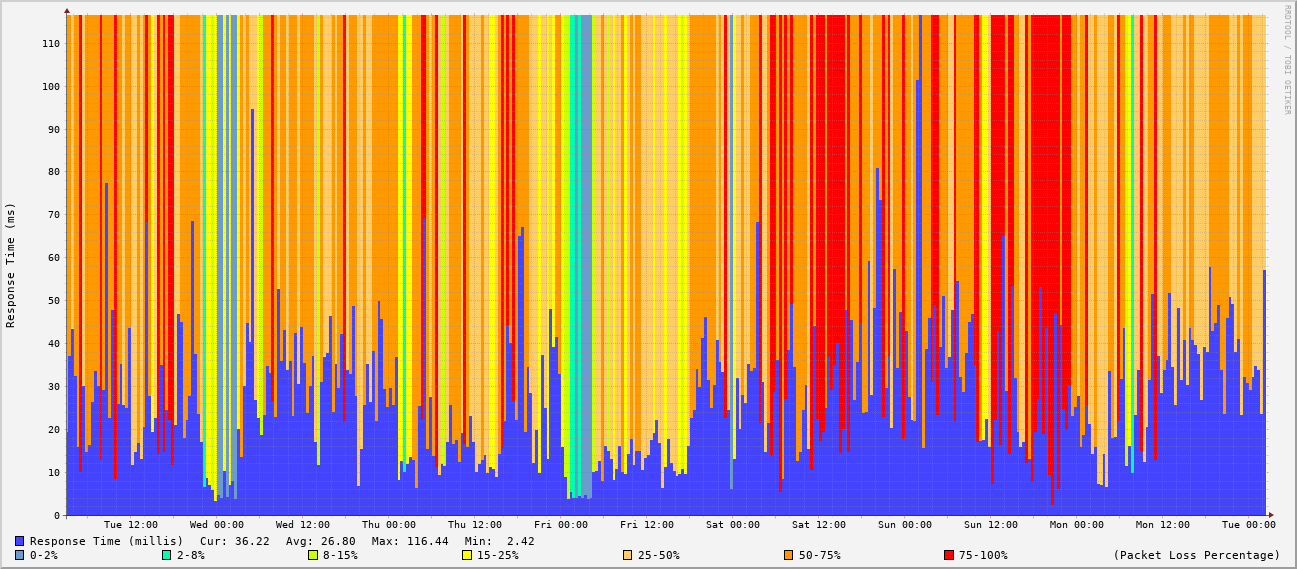 RRDTOOL / TOBI OETIKER
Response Time (ms)
110
100
90
80
70
60
50
40
30
20
10
0
Tue 12:00 Wed 00:00 Wed 12:00 Thu 00:00 Thu 12:00 Fri 00:00 Fri 12:00 Sat 00:00 Sat 12:00 Sun 00:00 Sun 12:00 Mon 00:00 Mon 12:00 Tue 00:00
Response Time (millis) Cur: 36.22 Avg: 26.80 Max: 116.44 Min: 2.42
0-2% 2-8% 8-15% 15-25% 25-50% 50-75% 75-100% (Packet Loss Percentage)